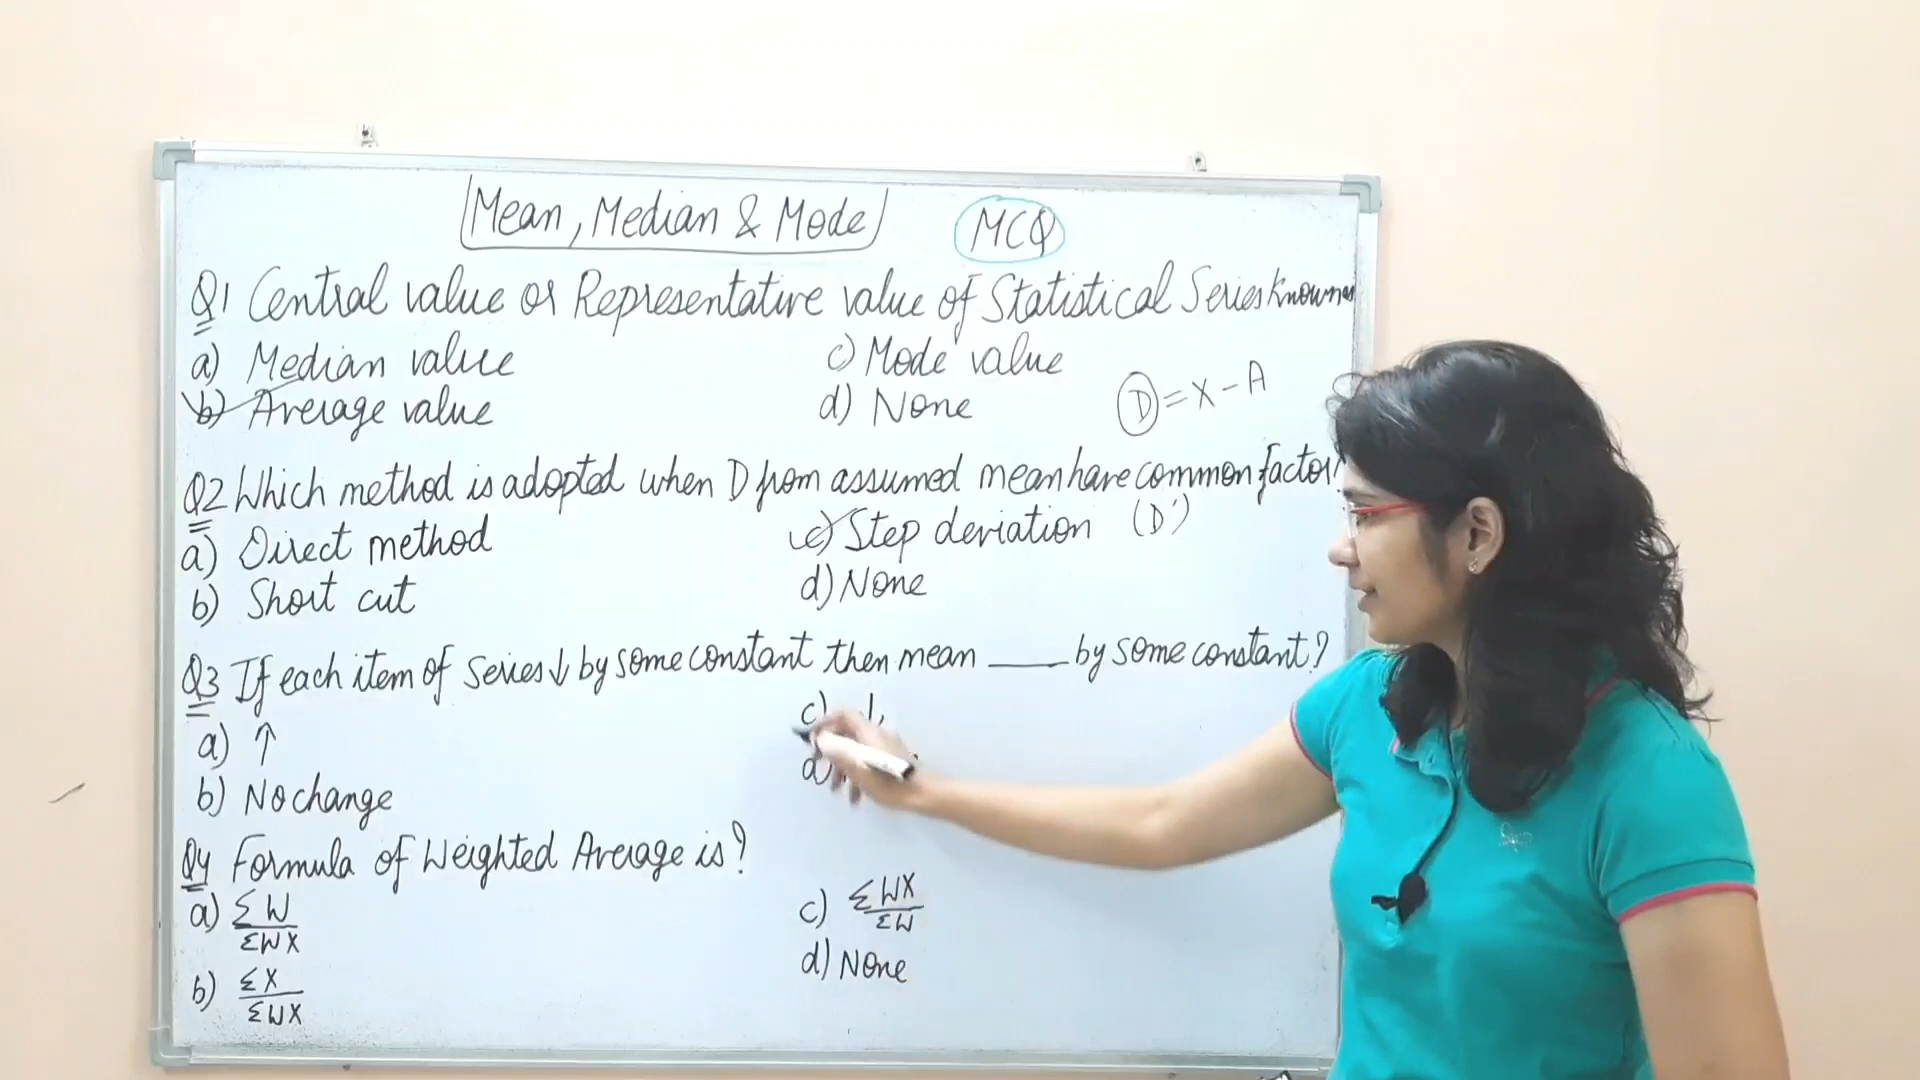 Mean, Median & Mode MCQ
Q1 Central value or Representative value of Statistical Series Known as
a) Median value
c) Mode value
b) Average value
d) None
D = X - A
Q2 Which method is adopted when D from assumed mean have common factor?
a) Direct method
c) Step deviation (D')
b) Short cut
d) None
Q3 If each item of Series ↓ by some constant then mean ____ by some constant?
a) ↑
c) ↓
b) No change
d)
Q4 Formula of Weighted Average is?
a) ΣW / ΣWX
c) ΣWX / ΣW
b) ΣX / ΣWX
d) None